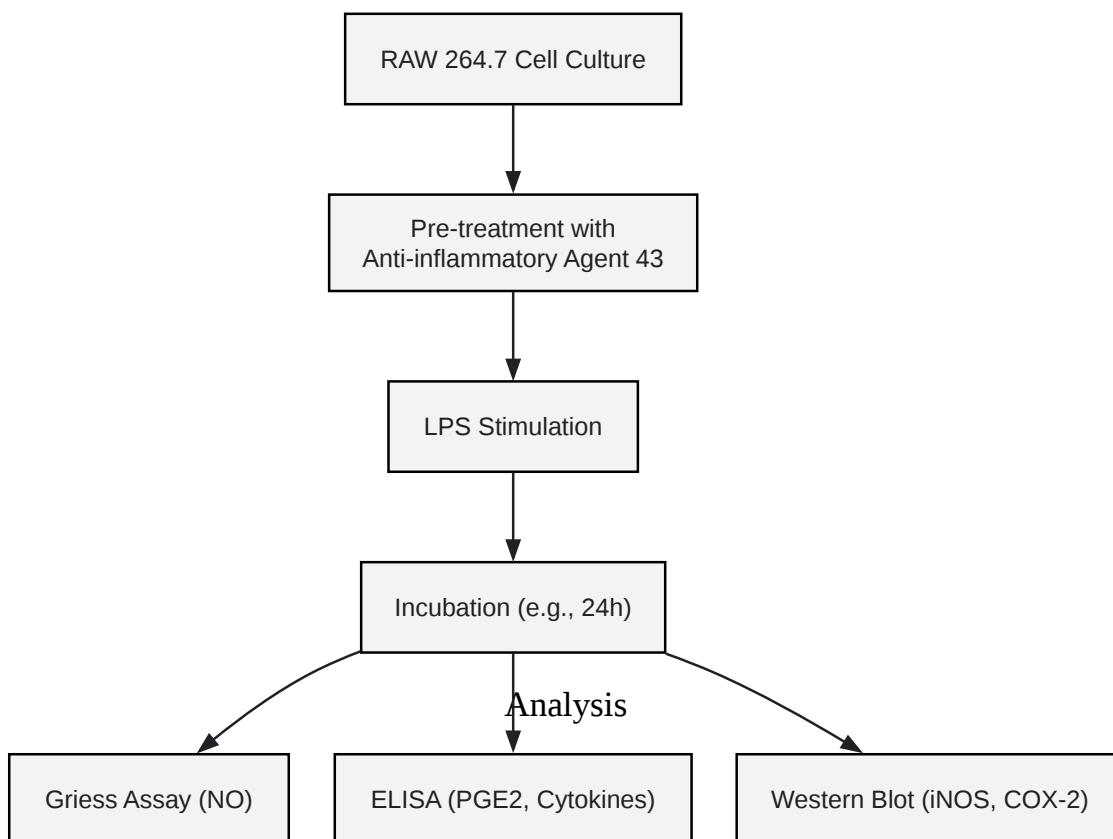 RAW 264.7 Cell Culture
Pre-treatment with
Anti-inflammatory Agent 43
LPS Stimulation
Incubation (e.g., 24h)
Analysis
Griess Assay (NO)
ELISA (PGE2, Cytokines)
Western Blot (iNOS, COX-2)